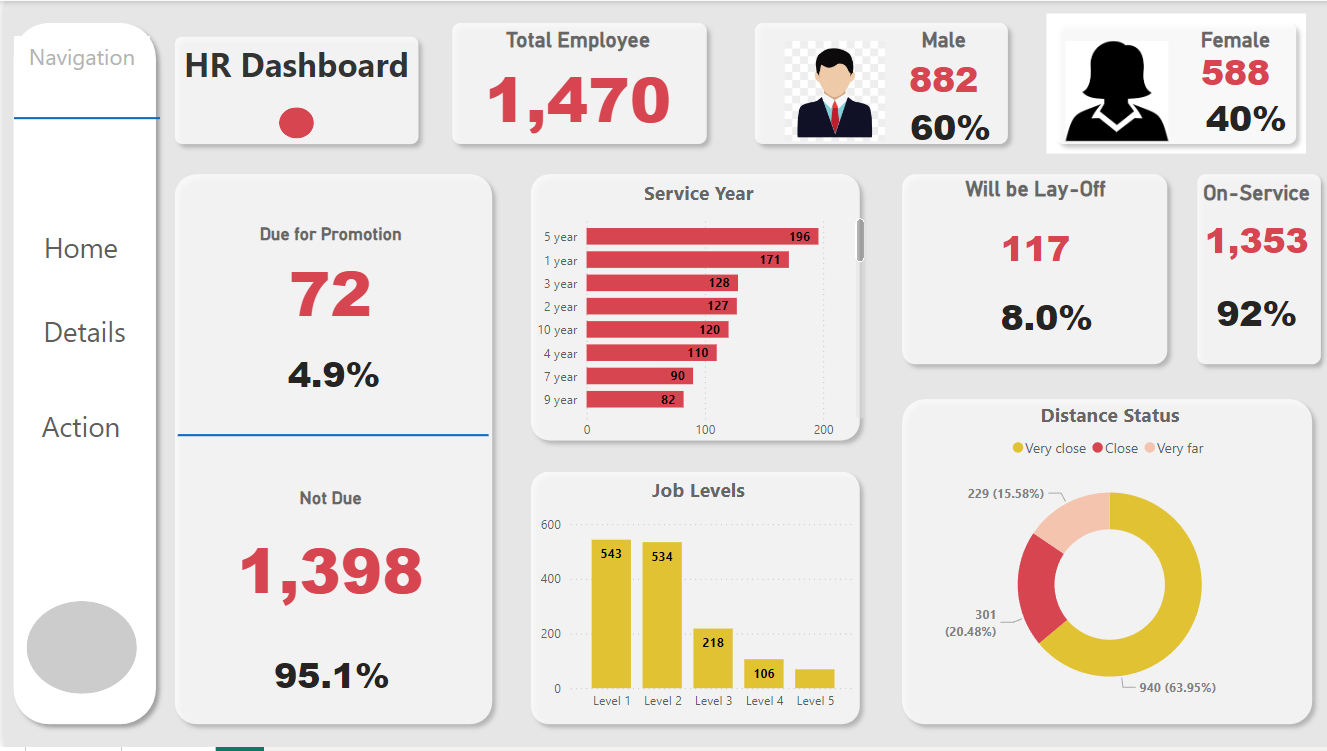 Navigation
Home
Details
Action
HR Dashboard
Total Employee
1,470
Male
882
60%
Female
588
40%
Due for Promotion
72
4.9%
Not Due
1,398
95.1%
Service Year
5 year 196
1 year 171
3 year 128
2 year 127
10 year 120
4 year 110
7 year 90
9 year 82
0 100 200
Job Levels
600
400
200
0
543
534
218
106
Level 1 Level 2 Level 3 Level 4 Level 5
Will be Lay-Off
117
8.0%
On-Service
1,353
92%
Distance Status
Very close Close Very far
229 (15.58%)
301
(20.48%)
940 (63.95%)